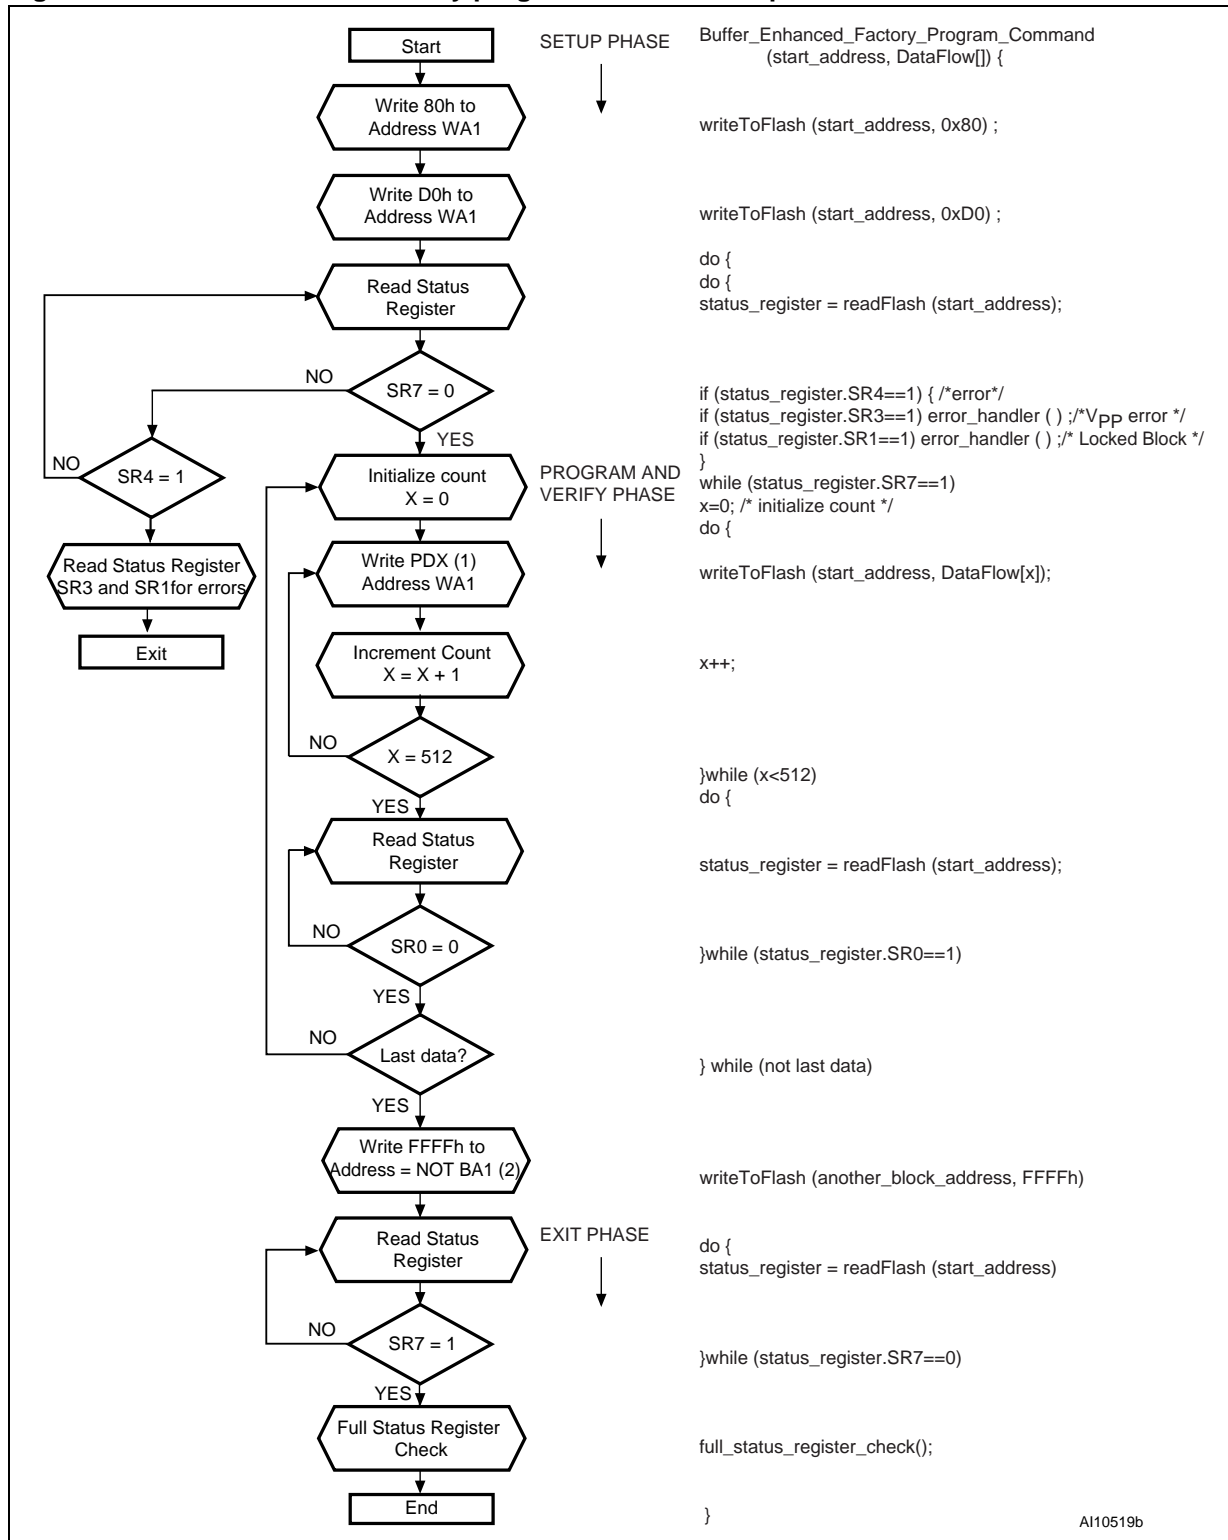 Start
Write 80h to
Address WA1
Write D0h to
Address WA1
Read Status
Register
NO
SR7 = 0
YES
NO
SR4 = 1
Initialize count
X = 0
Read Status Register
SR3 and SR1for errors
Exit
Write PDX (1)
Address WA1
Increment Count
X = X + 1
NO
X = 512
YES
Read Status
Register
NO
SR0 = 0
YES
NO
Last data?
YES
Write FFFFh to
Address = NOT BA1 (2)
Read Status
Register
NO
SR7 = 1
YES
Full Status Register
Check
End
SETUP PHASE
PROGRAM AND
VERIFY PHASE
EXIT PHASE
Buffer_Enhanced_Factory_Program_Command
(start_address, DataFlow[]) {
writeToFlash (start_address, 0x80) ;
writeToFlash (start_address, 0xD0) ;
do {
do {
status_register = readFlash (start_address);
if (status_register.SR4==1) { /*error*/
if (status_register.SR3==1) error_handler ( ) ;/*VPP error */
if (status_register.SR1==1) error_handler ( ) ;/* Locked Block */
}
while (status_register.SR7==1)
x=0; /* initialize count */
do {
writeToFlash (start_address, DataFlow[x]);
x++;
}while (x<512)
do {
status_register = readFlash (start_address);
}while (status_register.SR0==1)
} while (not last data)
writeToFlash (another_block_address, FFFFh)
do {
status_register = readFlash (start_address)
}while (status_register.SR7==0)
full_status_register_check();
}
AI10519b